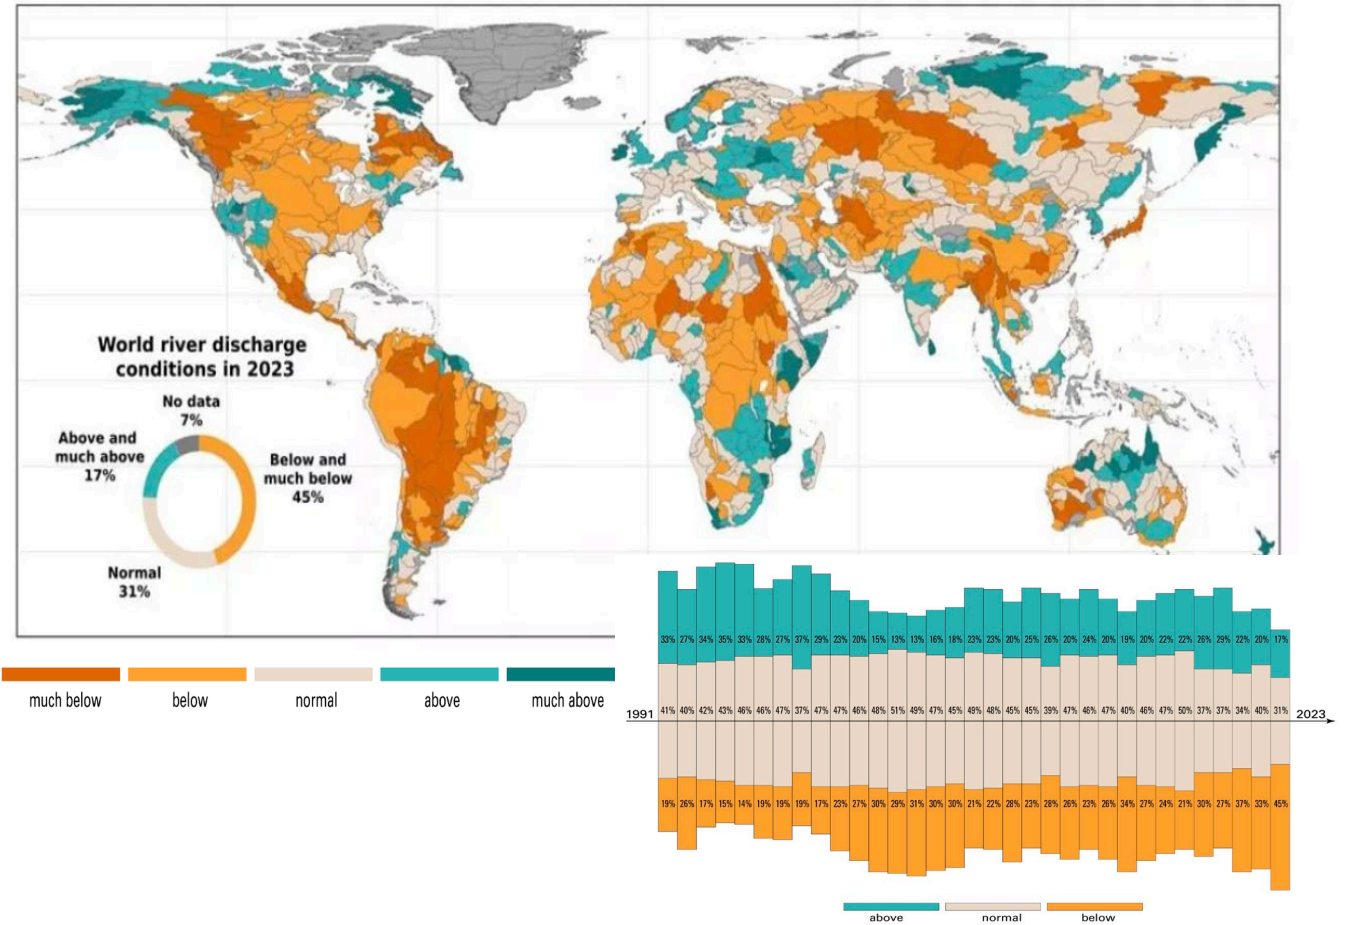 World river discharge
conditions in 2023
No data
7%
Above and
much above
17%
Below and
much below
45%
Normal
31%
much below below normal above much above
33% 27% 34% 35% 33% 28% 27% 37% 29% 23% 20% 15% 13% 13% 16% 18% 23% 23% 20% 25% 26% 20% 24% 20% 19% 20% 22% 22% 26% 29% 22% 20% 17%
1991 41% 40% 42% 43% 46% 46% 47% 37% 47% 47% 46% 48% 51% 49% 47% 45% 49% 48% 45% 45% 39% 47% 46% 47% 40% 46% 47% 50% 37% 37% 34% 40% 31% 2023
19% 26% 17% 15% 14% 19% 19% 19% 17% 23% 27% 30% 29% 31% 30% 30% 21% 22% 28% 23% 28% 26% 23% 26% 34% 27% 24% 21% 30% 27% 37% 33% 45%
above normal below